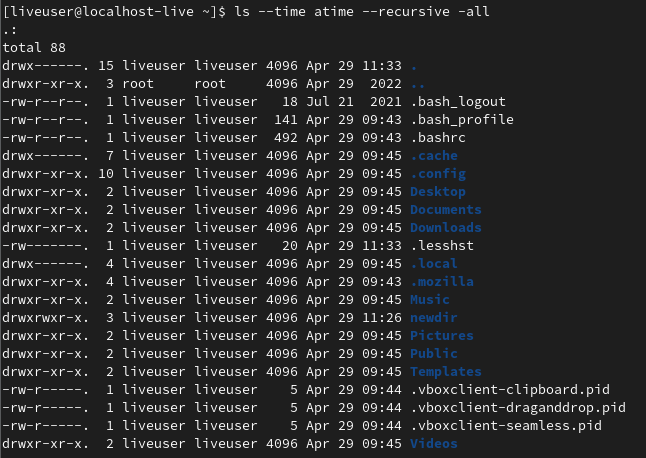 [liveuser@localhost-live ~]$ ls --time atime --recursive -all
.:
total 88
drwx------. 15 liveuser liveuser 4096 Apr 29 11:33 .
drwxr-xr-x.  3 root     root     4096 Apr 29  2022 ..
-rw-r--r--.  1 liveuser liveuser   18 Jul 21  2021 .bash_logout
-rw-r--r--.  1 liveuser liveuser  141 Apr 29 09:43 .bash_profile
-rw-r--r--.  1 liveuser liveuser  492 Apr 29 09:43 .bashrc
drwx------.  7 liveuser liveuser 4096 Apr 29 09:45 .cache
drwxr-xr-x. 10 liveuser liveuser 4096 Apr 29 09:45 .config
drwxr-xr-x.  2 liveuser liveuser 4096 Apr 29 09:45 Desktop
drwxr-xr-x.  2 liveuser liveuser 4096 Apr 29 09:45 Documents
drwxr-xr-x.  2 liveuser liveuser 4096 Apr 29 09:45 Downloads
-rw-------.  1 liveuser liveuser   20 Apr 29 11:33 .lesshst
drwx------.  4 liveuser liveuser 4096 Apr 29 09:45 .local
drwxr-xr-x.  4 liveuser liveuser 4096 Apr 29 09:43 .mozilla
drwxr-xr-x.  2 liveuser liveuser 4096 Apr 29 09:45 Music
drwxrwxr-x.  3 liveuser liveuser 4096 Apr 29 11:26 newdir
drwxr-xr-x.  2 liveuser liveuser 4096 Apr 29 09:45 Pictures
drwxr-xr-x.  2 liveuser liveuser 4096 Apr 29 09:45 Public
drwxr-xr-x.  2 liveuser liveuser 4096 Apr 29 09:45 Templates
-rw-r-----.  1 liveuser liveuser    5 Apr 29 09:44 .vboxclient-clipboard.pid
-rw-r-----.  1 liveuser liveuser    5 Apr 29 09:44 .vboxclient-draganddrop.pid
-rw-r-----.  1 liveuser liveuser    5 Apr 29 09:44 .vboxclient-seamless.pid
drwxr-xr-x.  2 liveuser liveuser 4096 Apr 29 09:45 Videos